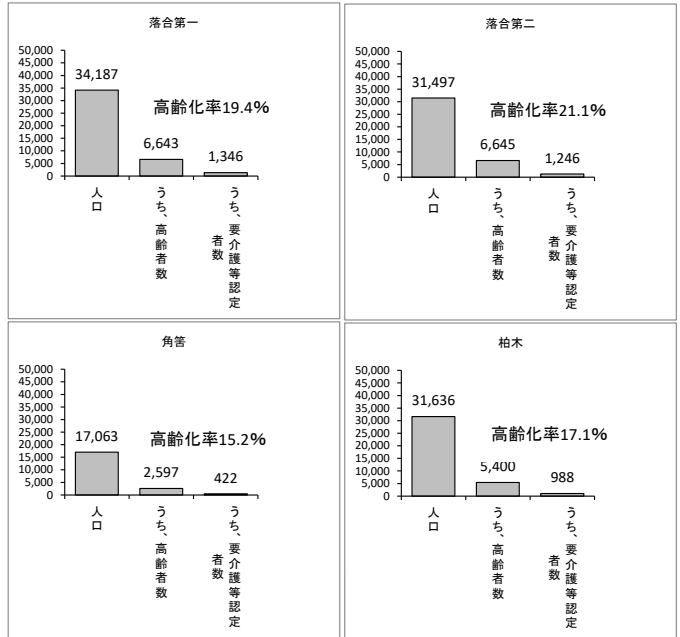 落合第一
50,000
45,000
40,000
35,000
30,000
25,000
20,000
15,000
10,000
5,000
0
34,187
6,643
1,346
高齢化率19.4%
人口
うち、高齢者数
うち、要介護等認定
者数
落合第二
50,000
45,000
40,000
35,000
30,000
25,000
20,000
15,000
10,000
5,000
0
31,497
6,645
1,246
高齢化率21.1%
人口
うち、高齢者数
うち、要介護等認定
者数
角筈
50,000
45,000
40,000
35,000
30,000
25,000
20,000
15,000
10,000
5,000
0
17,063
2,597
422
高齢化率15.2%
人口
うち、高齢者数
うち、要介護等認定
者数
柏木
50,000
45,000
40,000
35,000
30,000
25,000
20,000
15,000
10,000
5,000
0
31,636
5,400
988
高齢化率17.1%
人口
うち、高齢者数
うち、要介護等認定
者数